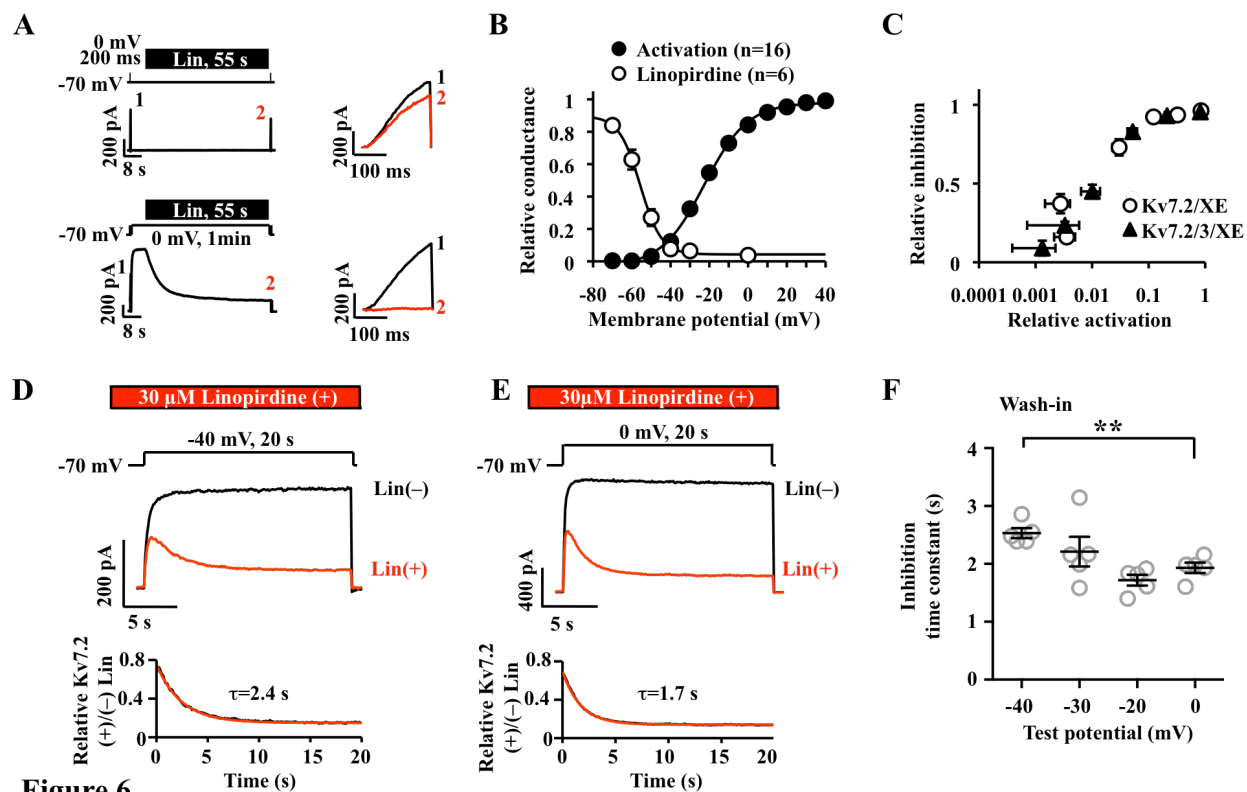 A
0 mV
200 ms
Lin, 55 s
-70 mV
1
2
200 pA
8 s
1
2
200 pA
100 ms
Lin, 55 s
-70 mV
0 mV, 1min
1
2
200 pA
8 s
1
2
200 pA
100 ms
B
Activation (n=16)
Linopirdine (n=6)
Relative conductance
1
0.8
0.6
0.4
0.2
0
-80 -60 -40 -20 0 20 40
Membrane potential (mV)
C
Relative inhibition
1
0.5
0
Kv7.2/XE
Kv7.2/3/XE
0.0001 0.001 0.01 0.1 1
Relative activation
D
30 µM Linopirdine (+)
-40 mV, 20 s
-70 mV
Lin(–)
Lin(+)
200 pA
5 s
Relative Kv7.2
(+)/(–) Lin
0.8
0.4
0
τ=2.4 s
0 5 10 15 20
Time (s)
E
30µM Linopirdine (+)
0 mV, 20 s
-70 mV
Lin(–)
Lin(+)
400 pA
5 s
Relative Kv7.2
(+)/(–) Lin
0.8
0.4
0
τ=1.7 s
0 5 10 15 20
Time (s)
F
Wash-in
**
Inhibition
time constant (s)
4
3
2
1
0
-40 -30 -20 0
Test potential (mV)
Figure 6